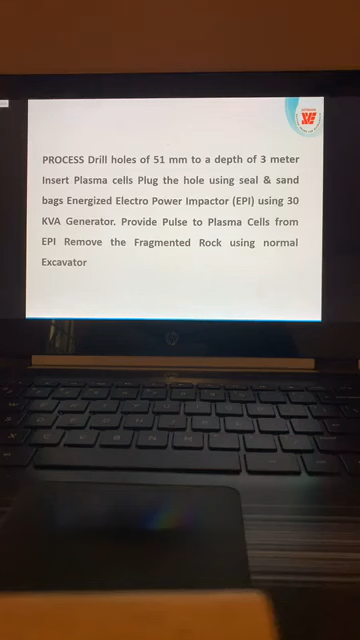 PROCESS Drill holes of 51 mm to a depth of 3 meter
Insert Plasma cells Plug the hole using seal & sand
bags Energized Electro Power Impactor (EPI) using 30
KVA Generator. Provide Pulse to Plasma Cells from
EPI Remove the Fragmented Rock using normal
Excavator